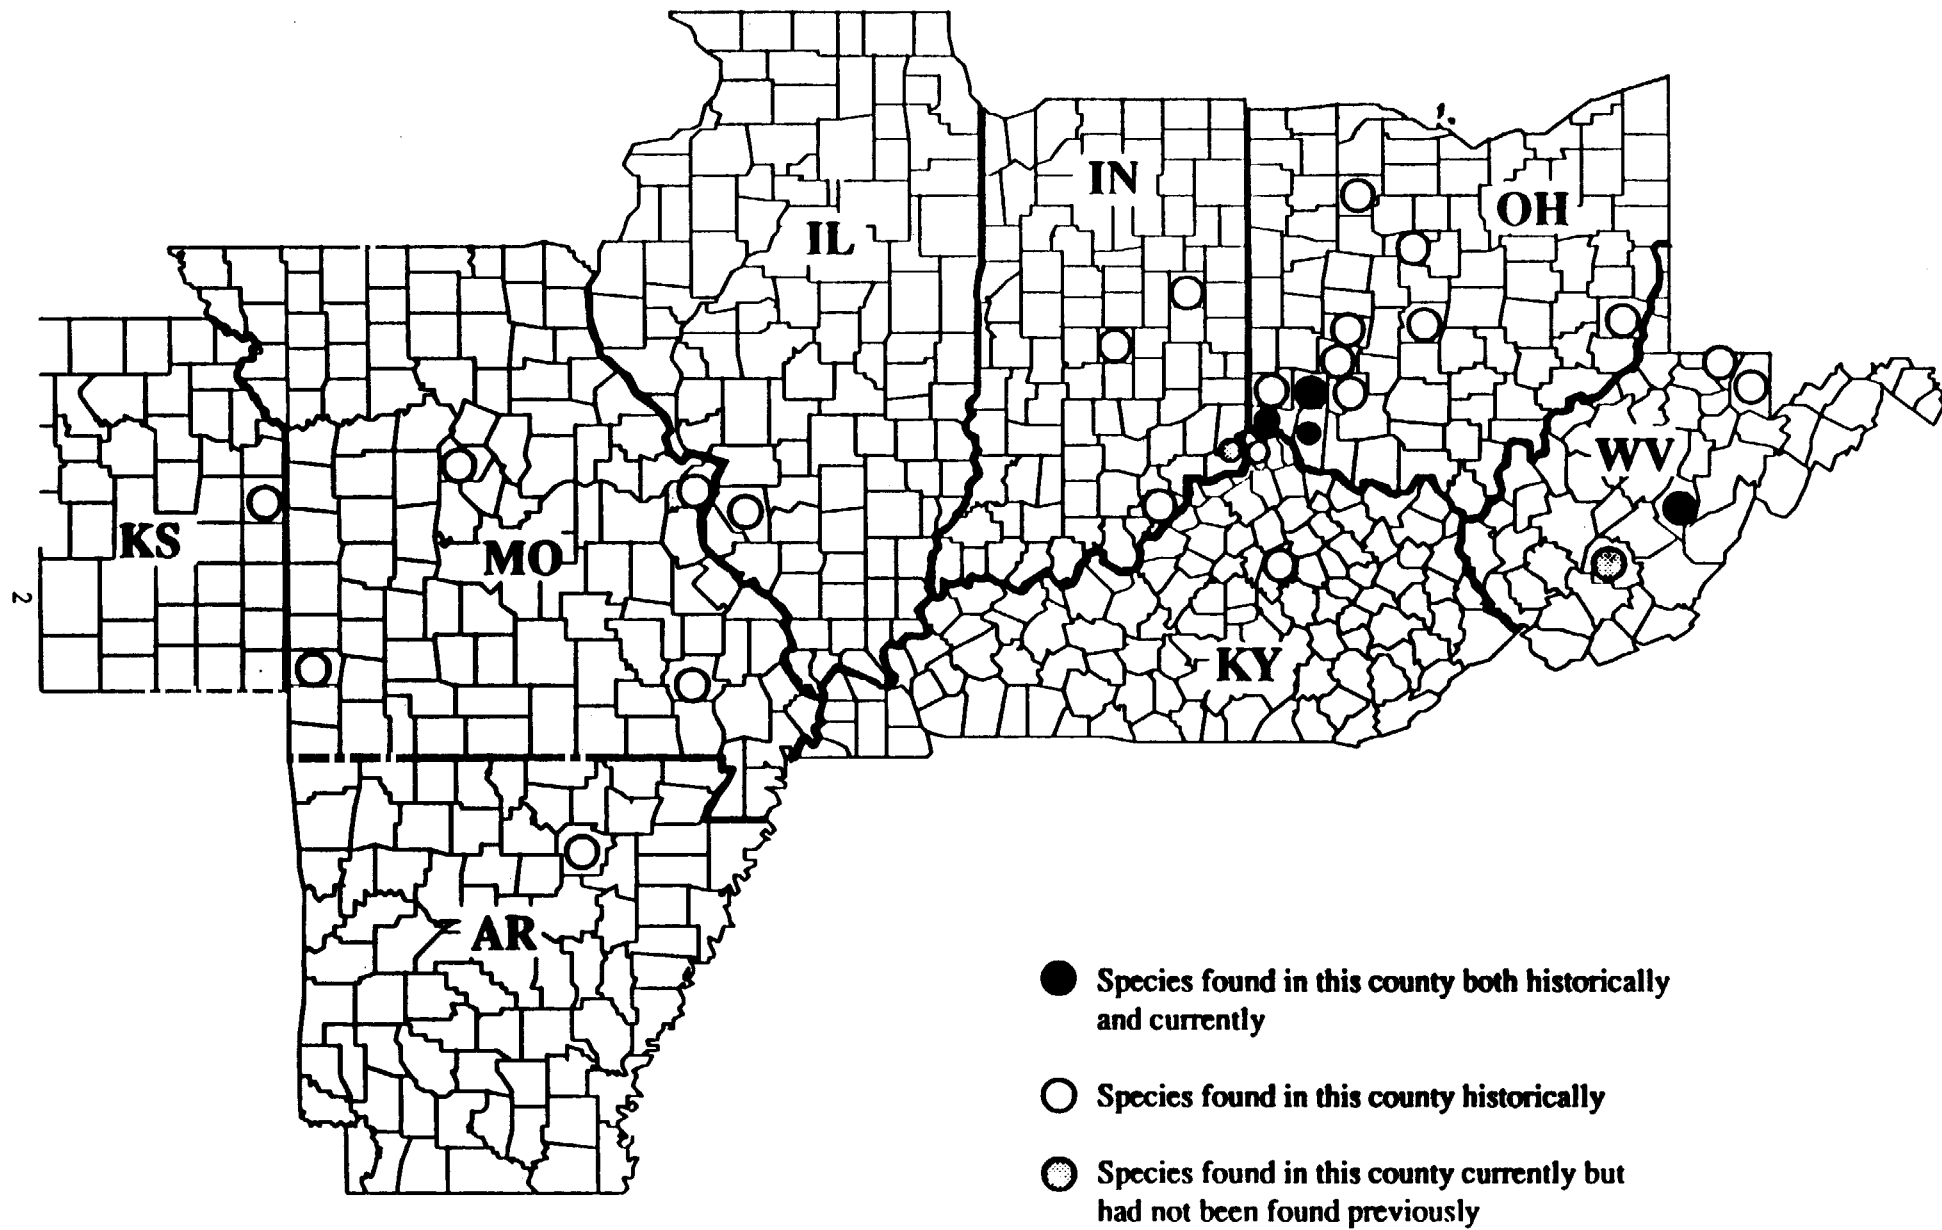 IN
OH
IL
WV
KS
MO
2
KY
AR
Species found in this county both historically
and currently
Species found in this county historically
Species found in this county currently but
had not been found previously